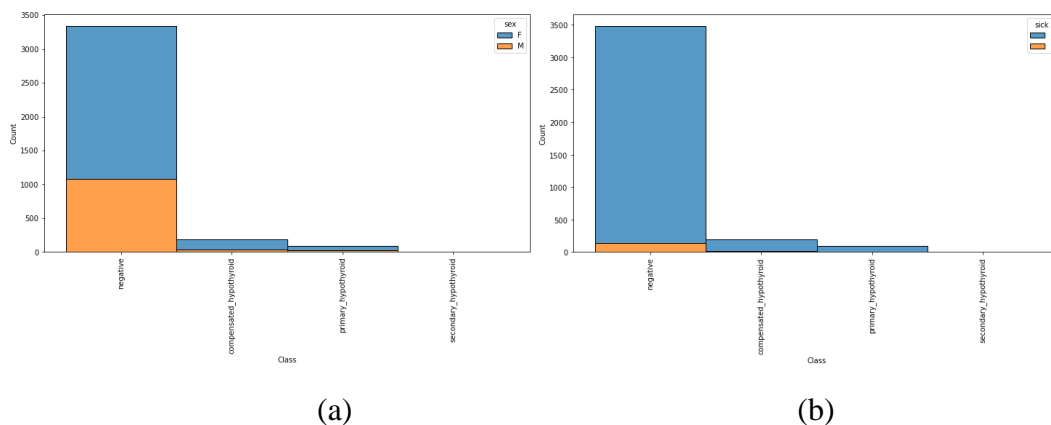 sex
F
M
3500
3000
2500
2000
1500
1000
500
0
Count
negative
compensated_hypothyroid
primary_hypothyroid
secondary_hypothyroid
Class
(a)
sick
3500
3000
2500
2000
1500
1000
500
0
Count
negative
compensated_hypothyroid
primary_hypothyroid
secondary_hypothyroid
Class
(b)